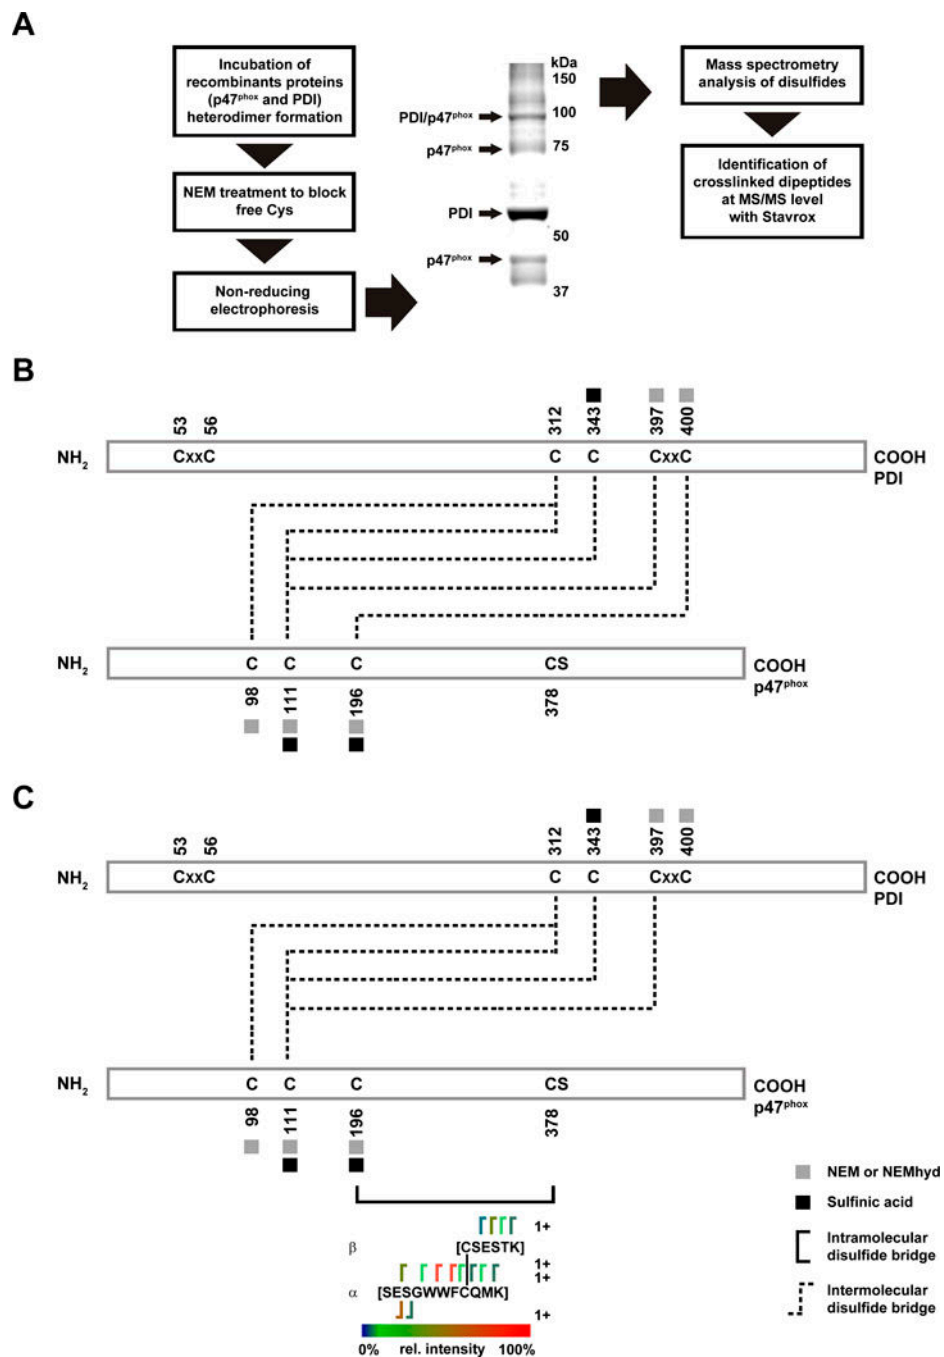 A
Incubation of
recombinants proteins
(p47phox and PDI)
heterodimer formation
NEM treatment to block
free Cys
Non-reducing
electrophoresis
kDa
150
PDI/p47phox
100
p47phox
75
PDI
50
p47phox
37
Mass spectrometry
analysis of disulfides
Identification of
crosslinked dipeptides
at MS/MS level
with Stavrox
B
53 56 312 343 397 400
NH2 CxxC C C CxxC COOH
PDI
NH2 C C C CS COOH
p47phox
98 111 196 378
C
53 56 312 343 397 400
NH2 CxxC C C CxxC COOH
PDI
NH2 C C C CS COOH
p47phox
98 111 196 378
1+
β [CSESTK]
1+
1+
α [SESGWWFCQMK]
1+
0% rel. intensity 100%
NEM or NEMhyd
Sulfinic acid
Intramolecular
disulfide bridge
Intermolecular
disulfide bridge